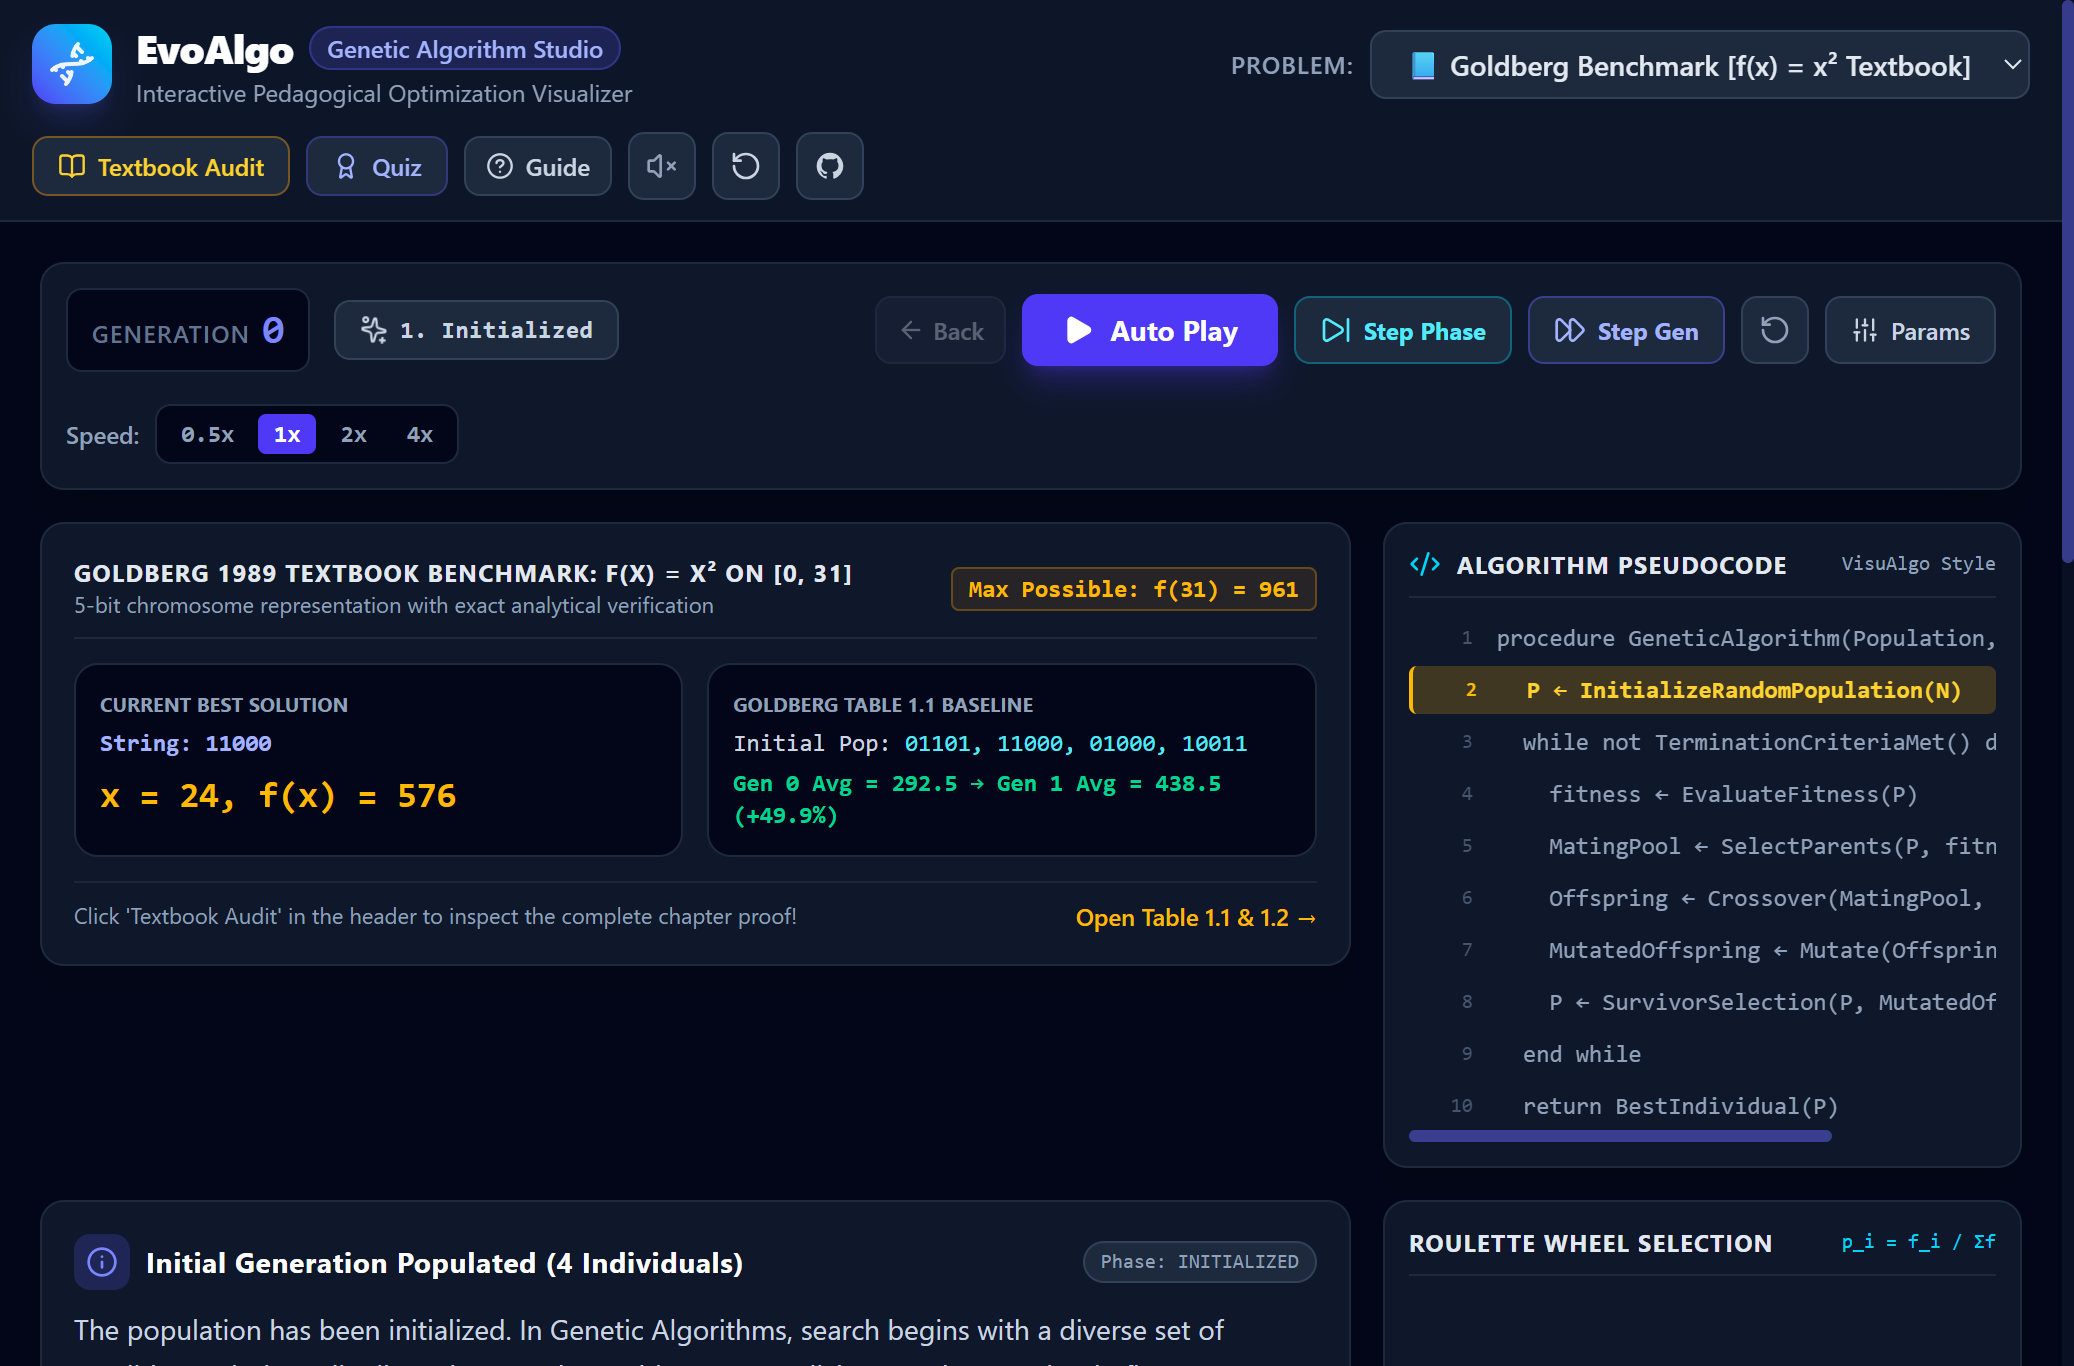 EvoAlgo
Genetic Algorithm Studio
Interactive Pedagogical Optimization Visualizer
PROBLEM:
Goldberg Benchmark [f(x) = x² Textbook]
Textbook Audit
Quiz
Guide
GENERATION 0
1. Initialized
Back
Auto Play
Step Phase
Step Gen
Params
Speed:
0.5x
1x
2x
4x
GOLDBERG 1989 TEXTBOOK BENCHMARK: F(X) = X² ON [0, 31]
5-bit chromosome representation with exact analytical verification
Max Possible: f(31) = 961
CURRENT BEST SOLUTION
String: 11000
x = 24, f(x) = 576
GOLDBERG TABLE 1.1 BASELINE
Initial Pop: 01101, 11000, 01000, 10011
Gen 0 Avg = 292.5 → Gen 1 Avg = 438.5
(+49.9%)
Click 'Textbook Audit' in the header to inspect the complete chapter proof!
Open Table 1.1 & 1.2 →
ALGORITHM PSEUDOCODE
VisuAlgo Style
1 procedure GeneticAlgorithm(Population,
2 P ← InitializeRandomPopulation(N)
3 while not TerminationCriteriaMet() d
4 fitness ← EvaluateFitness(P)
5 MatingPool ← SelectParents(P, fitn
6 Offspring ← Crossover(MatingPool,
7 MutatedOffspring ← Mutate(Offsprin
8 P ← SurvivorSelection(P, MutatedOf
9 end while
10 return BestIndividual(P)
Initial Generation Populated (4 Individuals)
Phase: INITIALIZED
The population has been initialized. In Genetic Algorithms, search begins with a diverse set of
ROULETTE WHEEL SELECTION
p_i = f_i / Σf